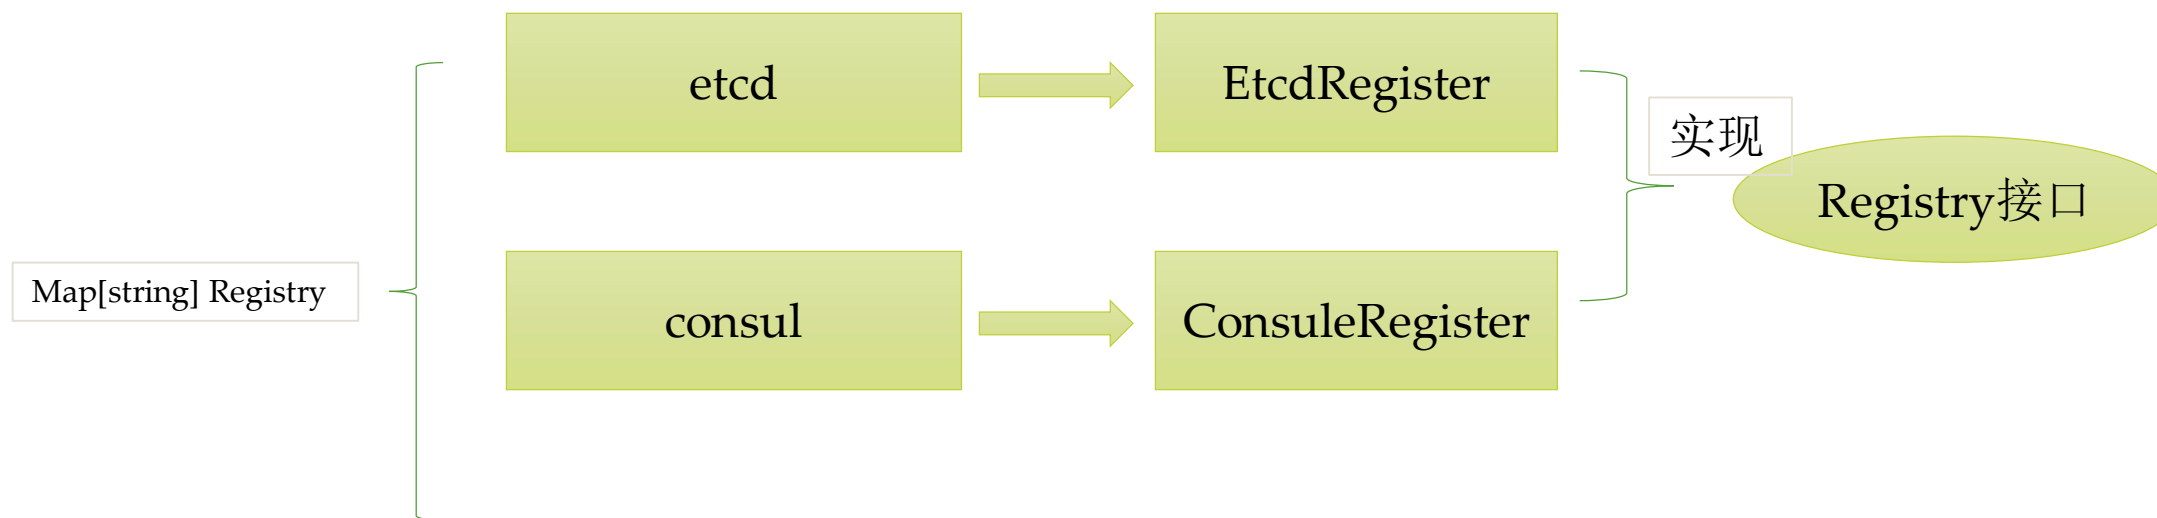 etcd
EtcdRegister
实现
Registry接口
Map[string] Registry
consul
ConsuleRegister